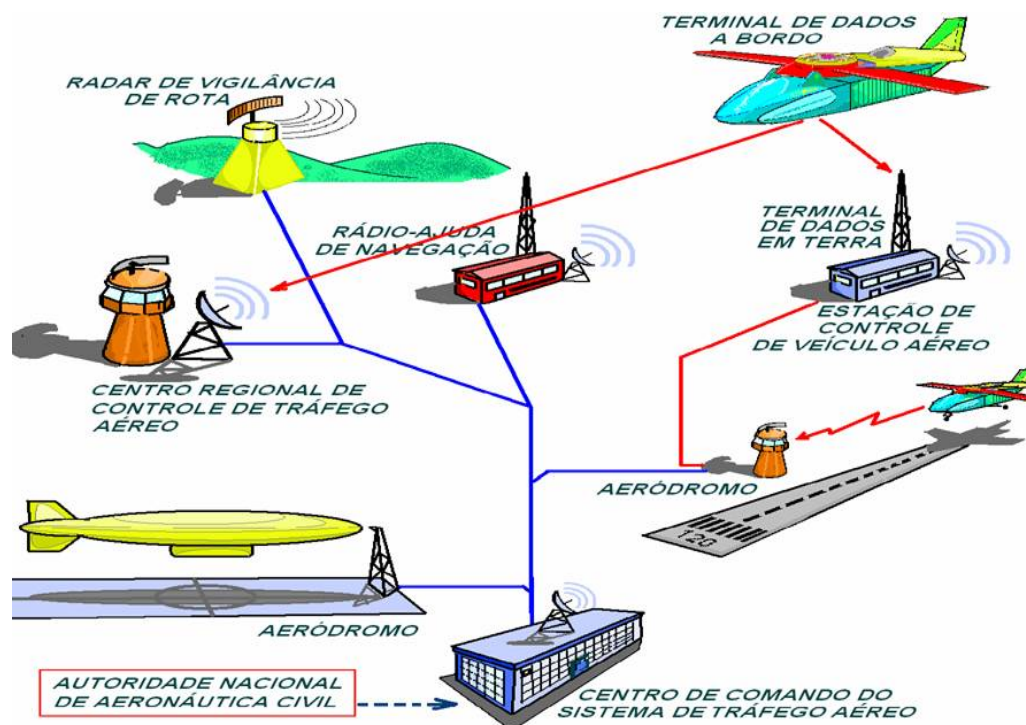 TERMINAL DE DADOS
A BORDO
RADAR DE VIGILÂNCIA
DE ROTA
RÁDIO-AJUDA
DE NAVEGAÇÃO
TERMINAL
DE DADOS
EM TERRA
ESTAÇÃO DE
CONTROLE
DE VEÍCULO AÉREO
CENTRO REGIONAL DE
CONTROLE DE TRÁFEGO
AÉREO
AERÓDROMO
120
AERÓDROMO
AUTORIDADE NACIONAL
DE AERONÁUTICA CIVIL
CENTRO DE COMANDO DO
SISTEMA DE TRÁFEGO AÉREO